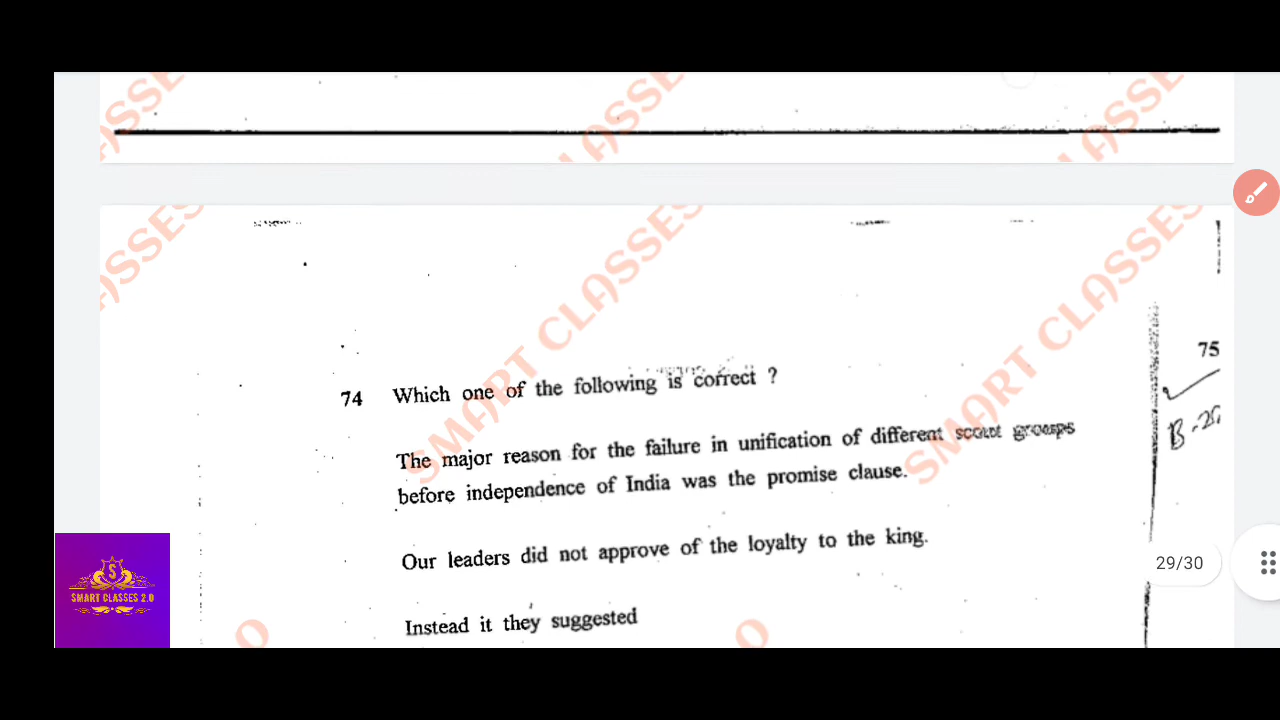 SMART CLASSES
74 Which one of the following is correct ?
75
The major reason for the failure in unification of different scout groups
before independence of India was the promise clause.
Our leaders did not approve of the loyalty to the king.
29/30
Instead it they suggested
S
SMART CLASSES 2.0